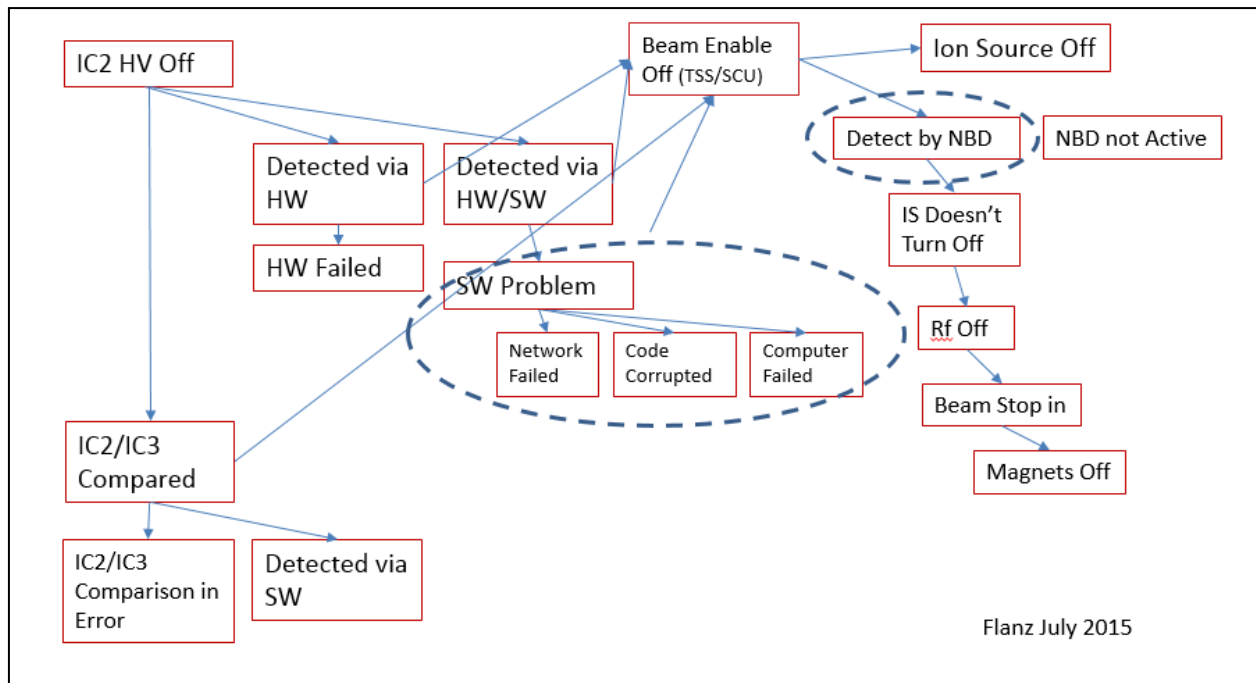 IC2 HV Off
Beam Enable
Off (TSS/SCU)
Ion Source Off
Detect by NBD
NBD not Active
Detected via
HW
Detected via
HW/SW
IS Doesn’t
Turn Off
HW Failed
SW Problem
Rf Off
Network
Failed
Code
Corrupted
Computer
Failed
Beam Stop in
IC2/IC3
Compared
Magnets Off
IC2/IC3
Comparison in
Error
Detected via
SW
Flanz July 2015